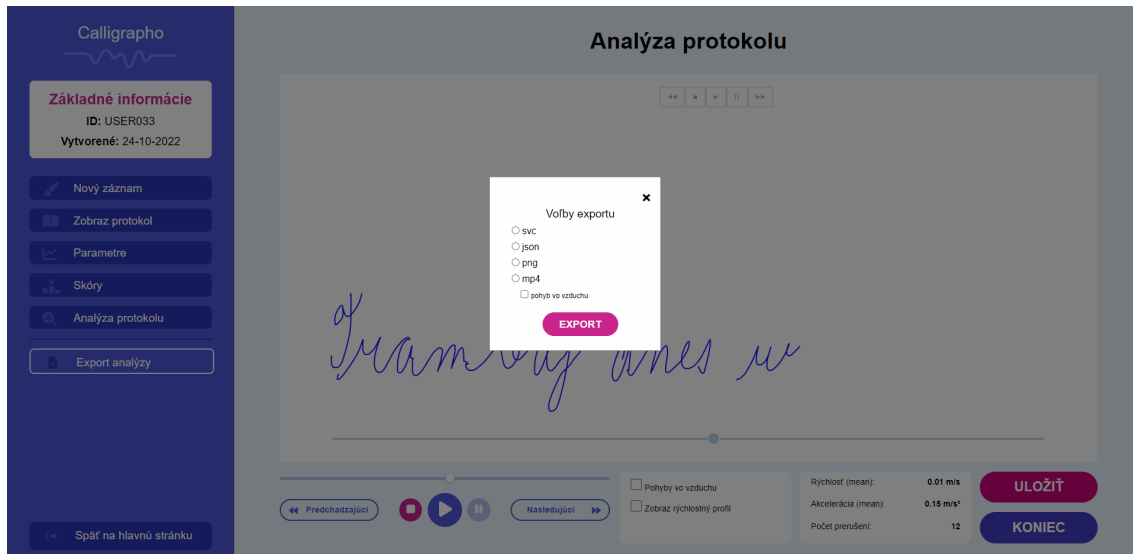 Calligrapho
Základné informácie
ID: USER033
Vytvorené: 24-10-2022
Nový záznam
Zobraz protokol
Parametre
Skóry
Analýza protokolu
Export analýzy
Späť na hlavnú stránku
Analýza protokolu
Voľby exportu
svc
json
png
mp4
pohyb vo vzduchu
EXPORT
dnes
Predchadzajúci
Nasledujúci
Pohyby vo vzduchu
Zobraz rýchlostný profil
Rýchlosť (mean): 0.01 m/s
Akcelerácia (mean): 0.15 m/s²
Počet prerušení: 12
ULOŽIŤ
KONIEC